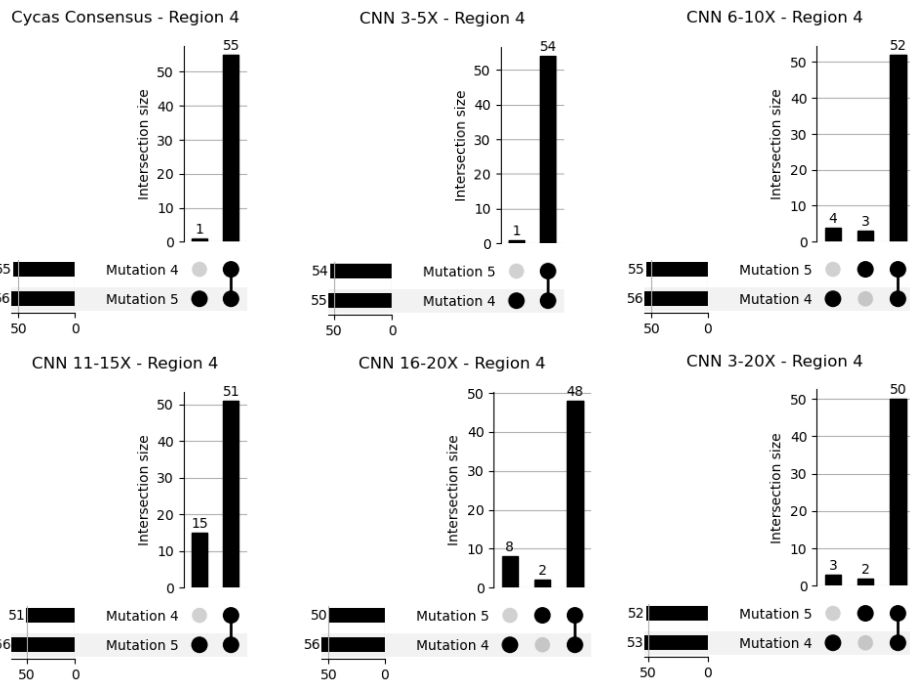 Cycas Consensus - Region 4
55
50
40
30
20
10
0
Intersection size
1
55 Mutation 4
56 Mutation 5
50 0
CNN 3-5X - Region 4
54
50
40
30
20
10
0
Intersection size
1
54 Mutation 5
55 Mutation 4
50 0
CNN 6-10X - Region 4
52
50
40
30
20
10
0
Intersection size
4 3
55 Mutation 5
56 Mutation 4
50 0
CNN 11-15X - Region 4
51
50
40
30
20
10
0
Intersection size
15
51 Mutation 4
Mutation 5
50 0
CNN 16-20X - Region 4
48
50
40
30
20
10
0
Intersection size
8 2
50 Mutation 5
56 Mutation 4
50 0
CNN 3-20X - Region 4
50
50
40
30
20
10
0
Intersection size
3 2
52 Mutation 5
53 Mutation 4
50 0